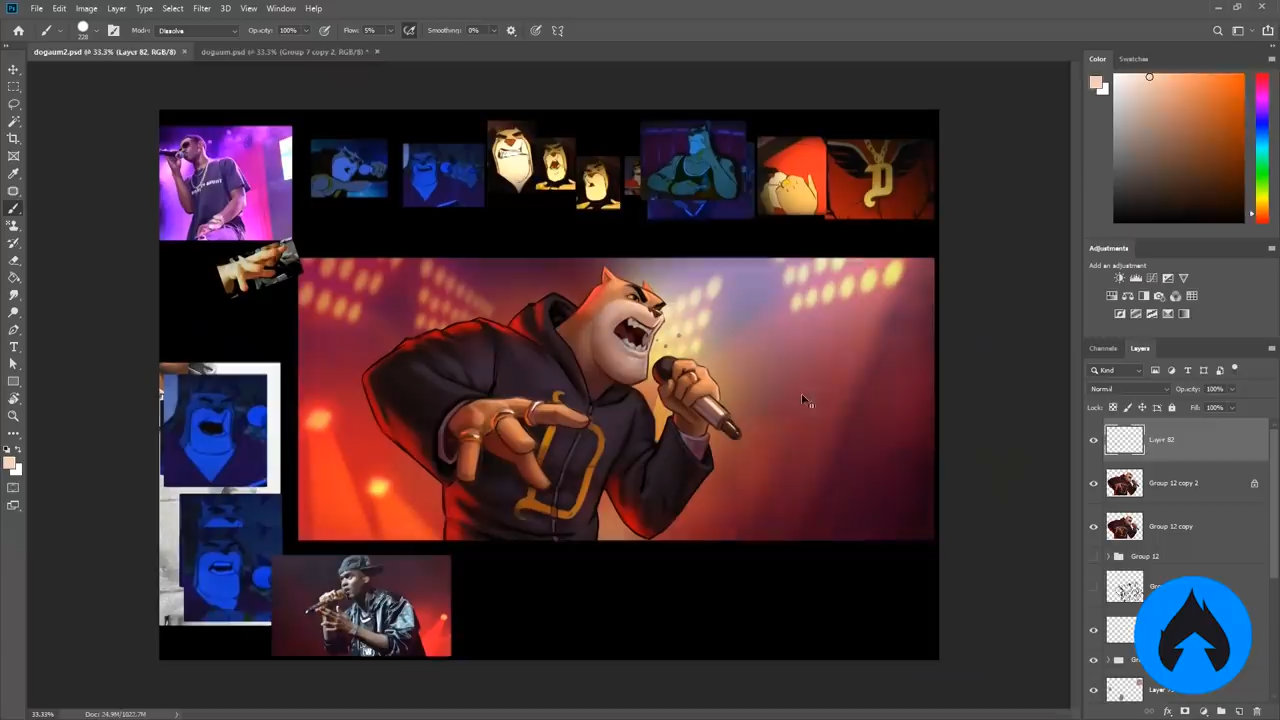 Ps File Edit Image Layer Type Select Filter 3D View Window Help
228 Mode: Dissolve Opacity: 100% Flow: 5% Smoothing: 0%
dogaum2.psd @ 33.3% (Layer 82, RGB/8) × dogaum.psd @ 33.3% (Group 7 copy 2, RGB/8) * ×
Color Swatches
Adjustments
Add an adjustment
Channels Layers
Kind
Normal Opacity: 100%
Lock: Fill: 100%
Layer 82
Group 12 copy 2
Group 12 copy
Group 12
D
D
33.33% Doc: 24.9M/1022.7M
fx